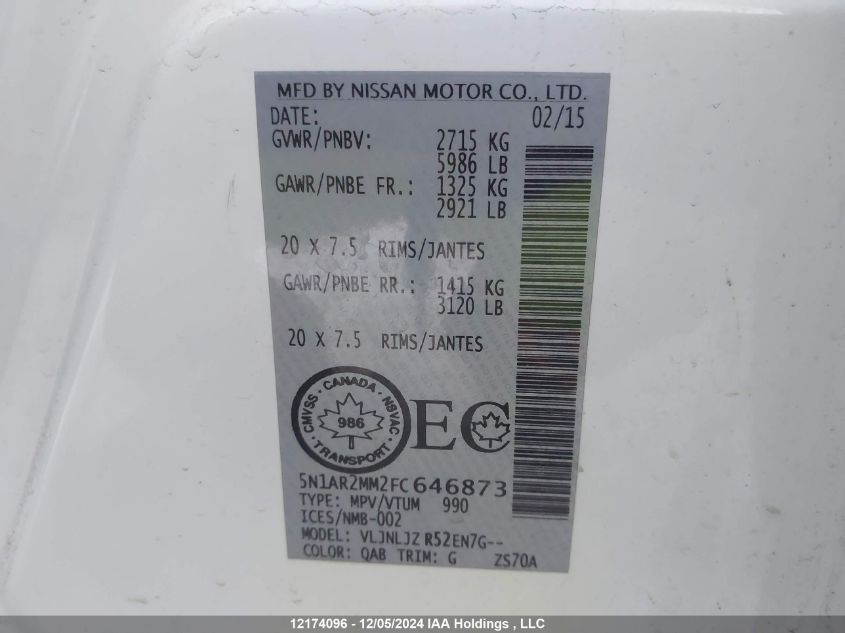 MFD BY NISSAN MOTOR CO., LTD.
DATE: 02/15
GVWR/PNBV: 2715 KG
5986 LB
GAWR/PNBE FR.: 1325 KG
2921 LB
20 X 7.5 RIMS/JANTES
GAWR/PNBE RR.: 1415 KG
3120 LB
20 X 7.5 RIMS/JANTES
CMVSS · CANADA · NSVAC
986
TRANSPORT
EC
5N1AR2MM2FC646873
TYPE: MPV/VTUM 990
ICES/NMB-002
MODEL: VLJNLJZ R52EN7G--
COLOR: QAB TRIM: G ZS70A
12174096 - 12/05/2024 IAA Holdings , LLC